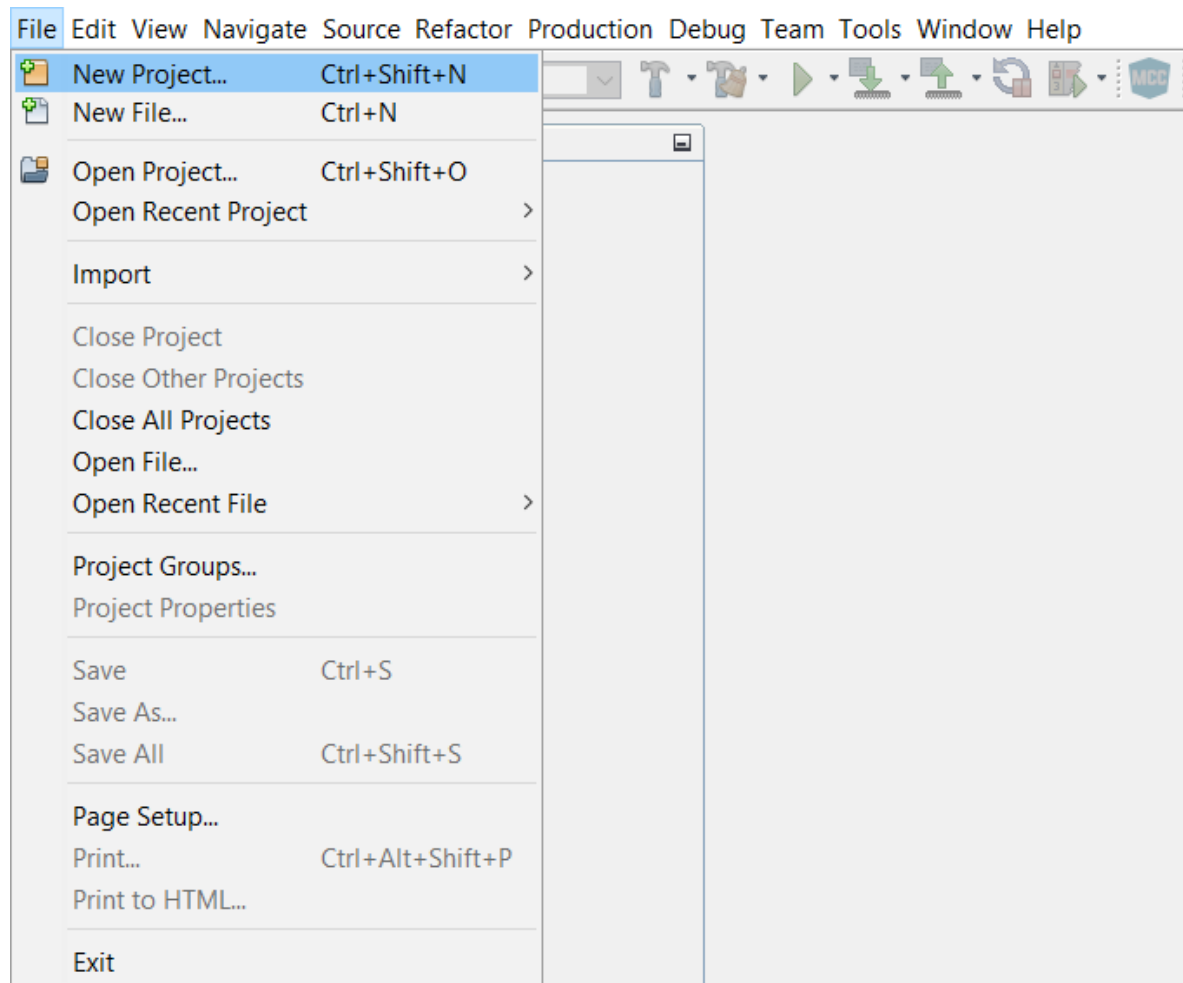 File Edit View Navigate Source Refactor Production Debug Team Tools Window Help
New Project... Ctrl+Shift+N
New File... Ctrl+N
MCC
Open Project... Ctrl+Shift+O
Open Recent Project
Import
Close Project
Close Other Projects
Close All Projects
Open File...
Open Recent File
Project Groups...
Project Properties
Save Ctrl+S
Save As...
Save All Ctrl+Shift+S
Page Setup...
Print... Ctrl+Alt+Shift+P
Print to HTML...
Exit